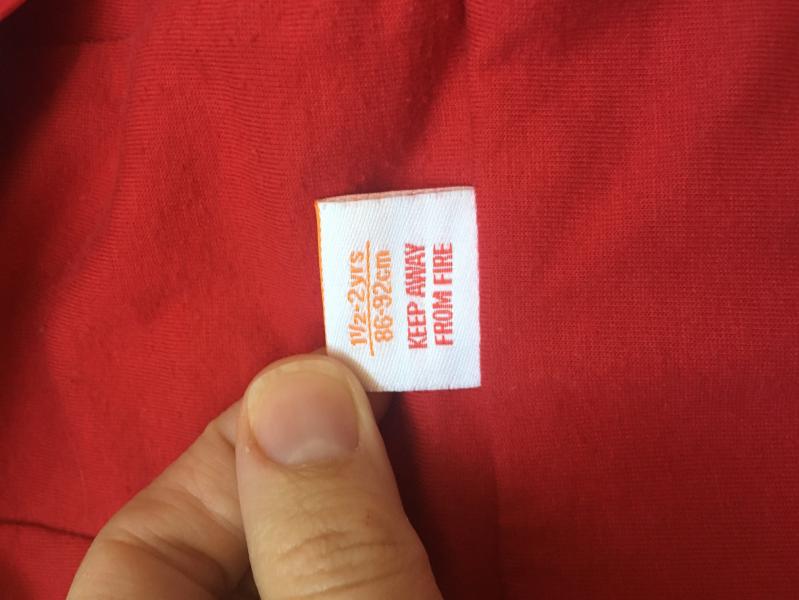 1½-2yrs
86-92cm
KEEP AWAY
FROM FIRE